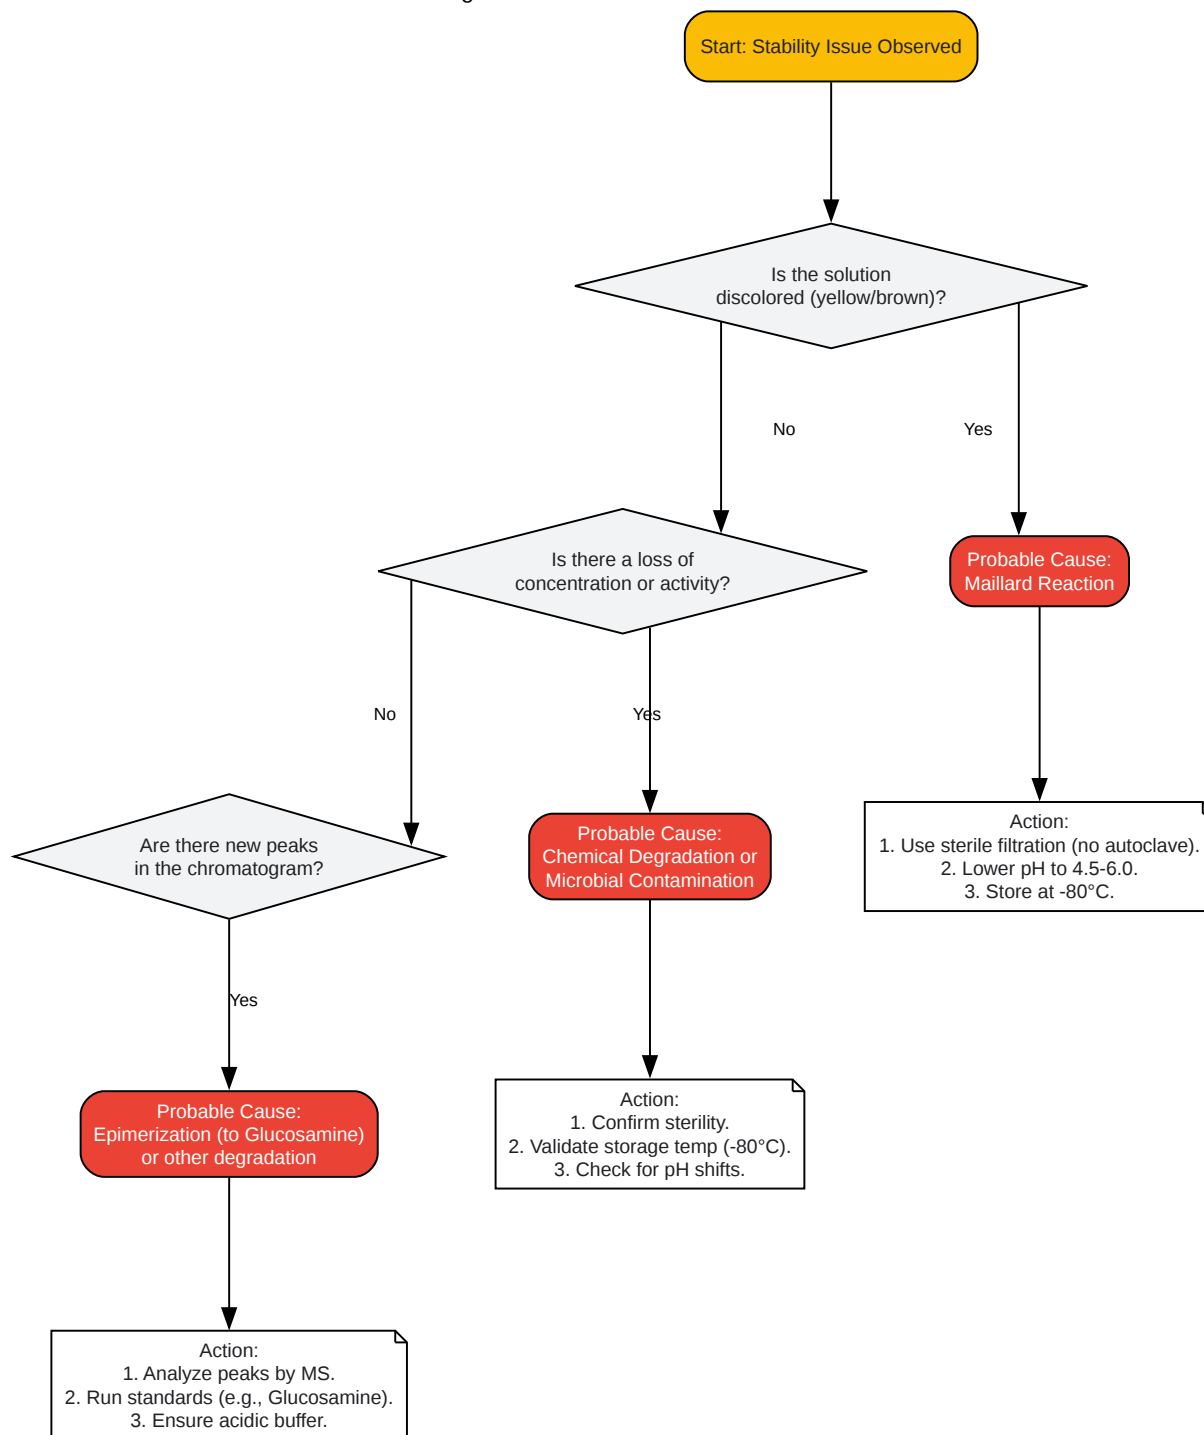 Start: Stability Issue Observed
Is the solution
discolored (yellow/brown)?
No
Yes
Is there a loss of
concentration or activity?
Probable Cause:
Maillard Reaction
No
Yes
Are there new peaks
in the chromatogram?
Probable Cause:
Chemical Degradation or
Microbial Contamination
Action:
1. Use sterile filtration (no autoclave).
2. Lower pH to 4.5-6.0.
3. Store at -80°C.
Yes
Probable Cause:
Epimerization (to Glucosamine)
or other degradation
Action:
1. Confirm sterility.
2. Validate storage temp (-80°C).
3. Check for pH shifts.
Action:
1. Analyze peaks by MS.
2. Run standards (e.g., Glucosamine).
3. Ensure acidic buffer.